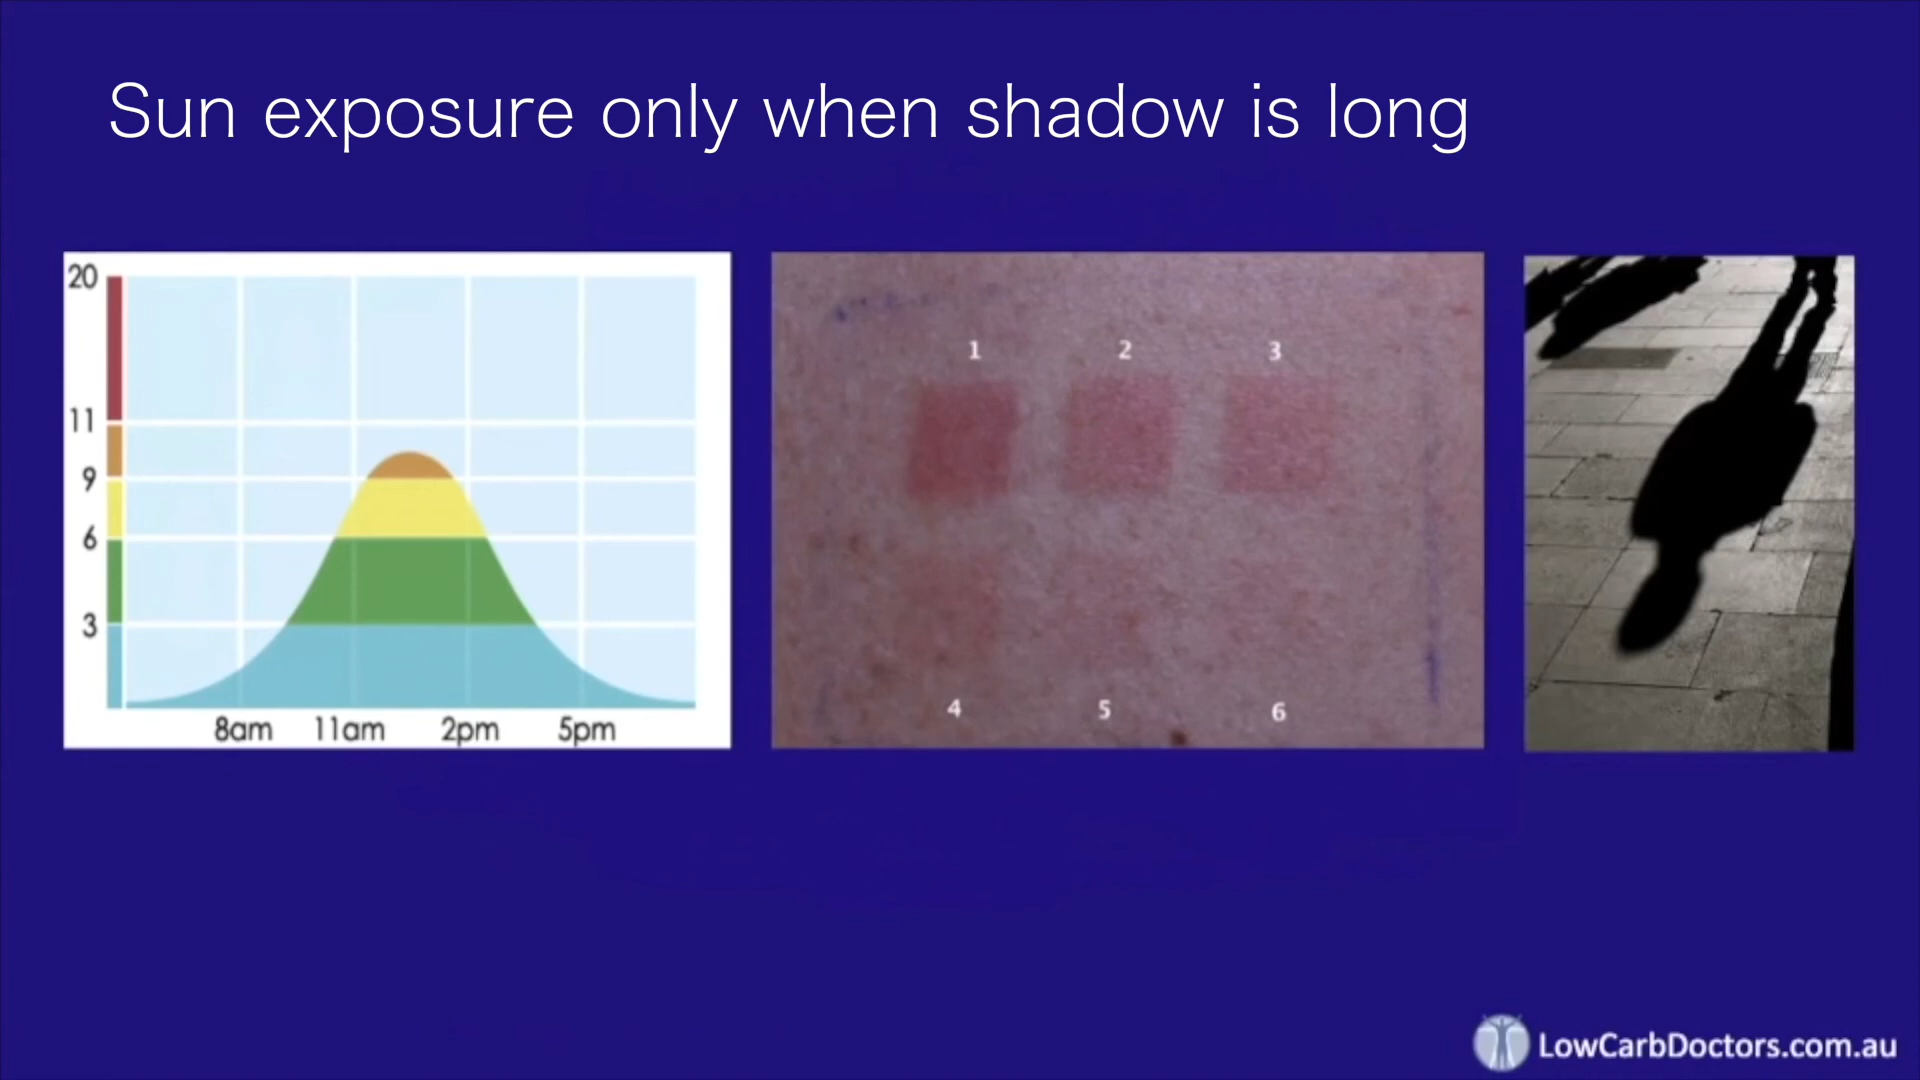 Sun exposure only when shadow is long
20
11
9
6
3
8am 11am 2pm 5pm
1 2 3
4 5 6
LowCarbDoctors.com.au